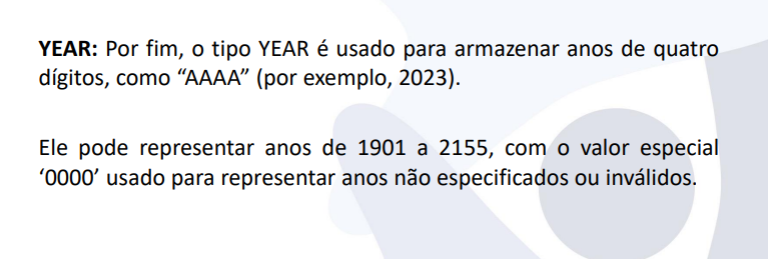 YEAR: Por fim, o tipo YEAR é usado para armazenar anos de quatro
dígitos, como “AAAA” (por exemplo, 2023).
Ele pode representar anos de 1901 a 2155, com o valor especial
‘0000’ usado para representar anos não especificados ou inválidos.